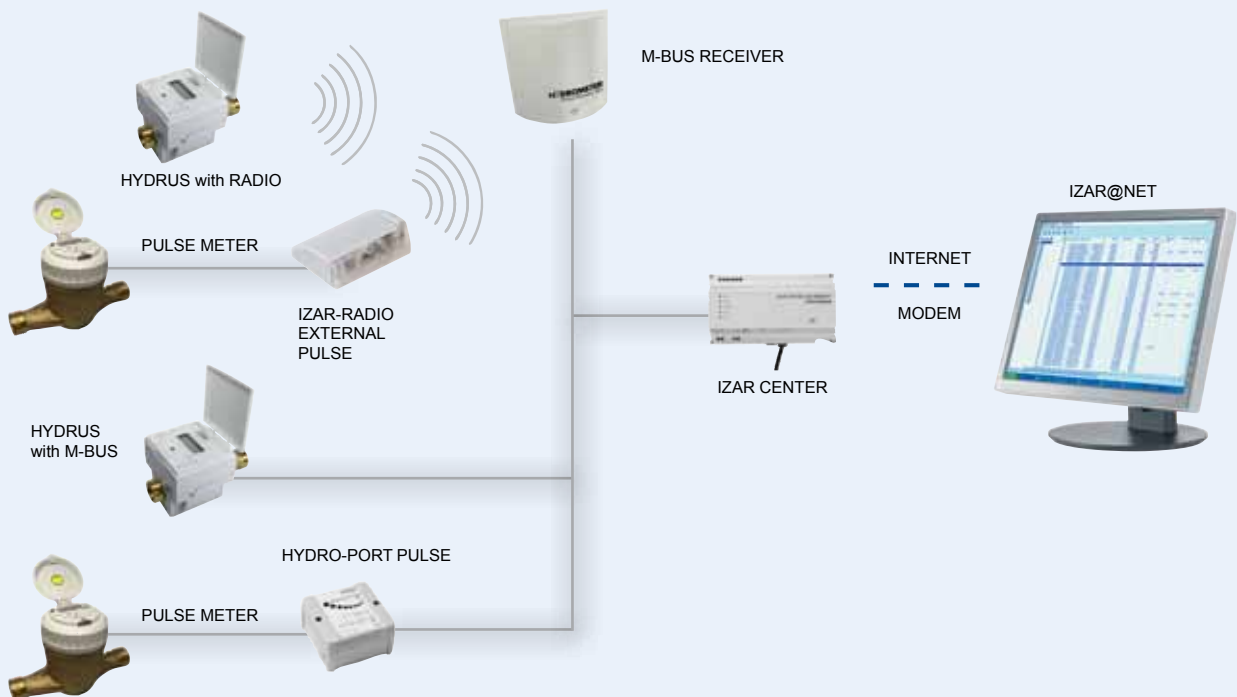 M-BUS RECEIVER
HYDROMETER
HYDRUS with RADIO
IZAR@NET
PULSE METER
INTERNET
IZAR-RADIO
EXTERNAL
PULSE
MODEM
IZAR CENTER
HYDRUS
with M-BUS
HYDRO-PORT PULSE
PULSE METER